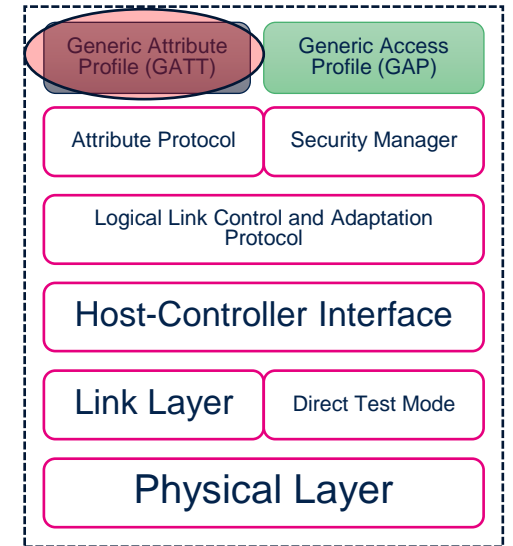 Generic Attribute
Profile (GATT)
Generic Access
Profile (GAP)
Attribute Protocol
Security Manager
Logical Link Control and Adaptation
Protocol
Host-Controller Interface
Link Layer
Direct Test Mode
Physical Layer